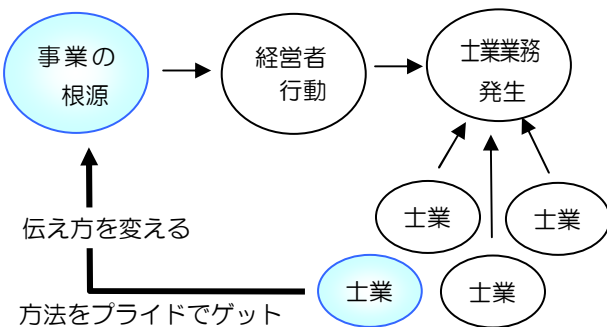 事業の
根源
経営者
行動
士業業務
発生
士業
士業
伝え方を変える
士業
士業
方法をプライドでゲット